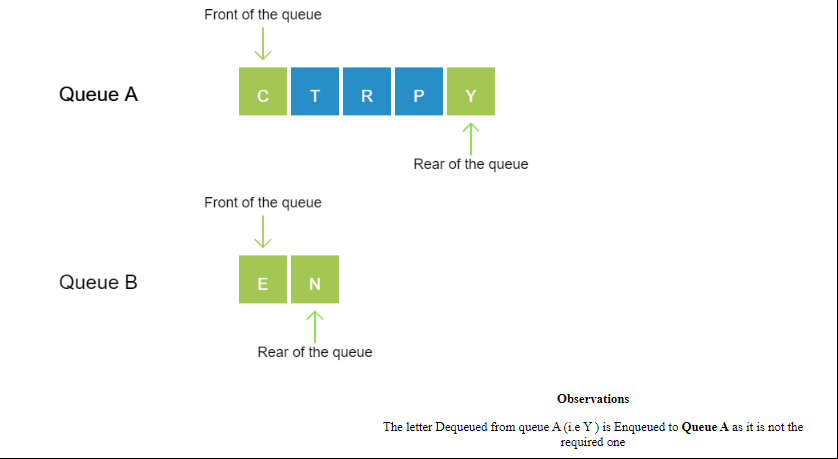 Front of the queue
Queue A
C T R P Y
Rear of the queue
Front of the queue
Queue B
E N
Rear of the queue
Observations
The letter Dequeued from queue A (i.e Y ) is Enqueued to Queue A as it is not the
required one